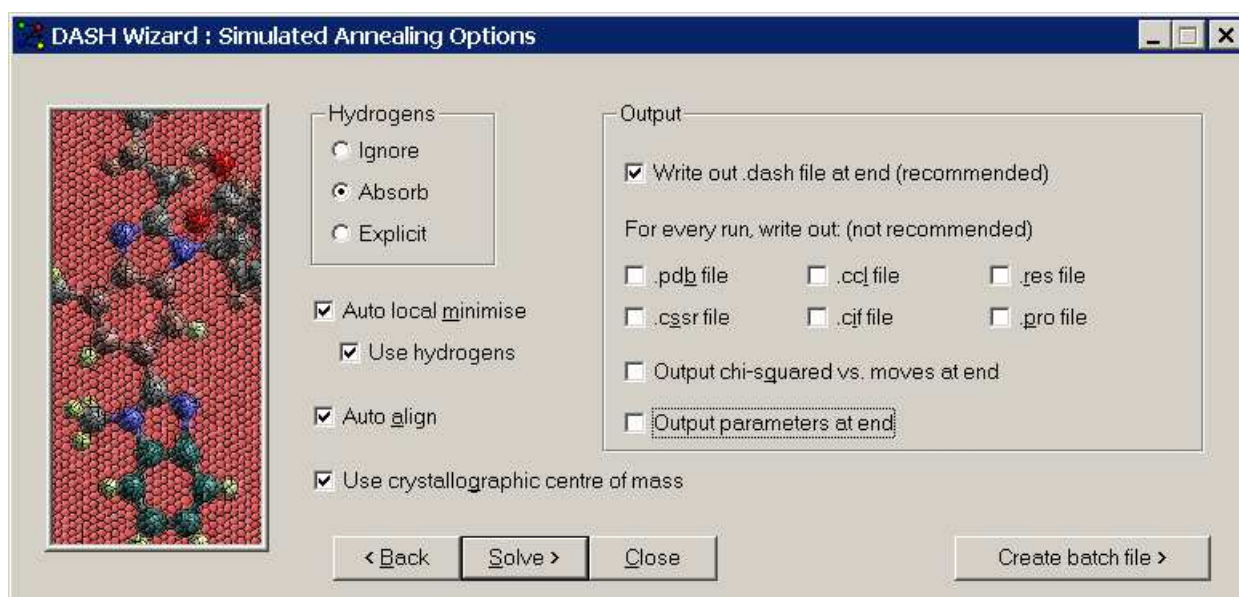 DASH Wizard : Simulated Annealing Options
Hydrogens
Ignore
Absorb
Explicit
Auto local minimise
Use hydrogens
Auto align
Use crystallographic centre of mass
Output
Write out .dash file at end (recommended)
For every run, write out: (not recommended)
.pdb file .ccl file .res file
.cssr file .cif file .pro file
Output chi-squared vs. moves at end
Output parameters at end
< Back Solve > Close Create batch file >